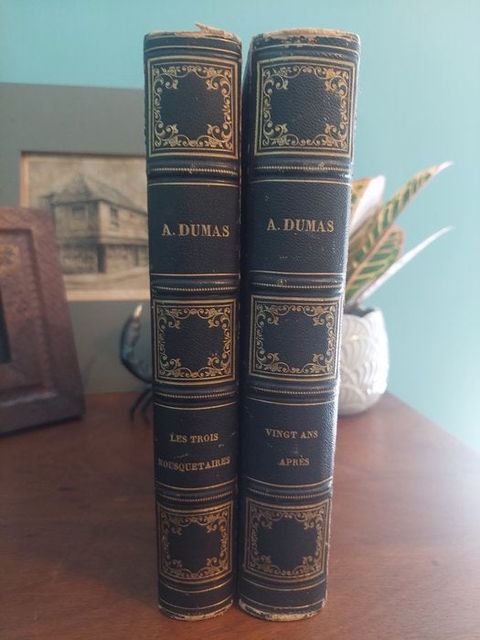 A. DUMAS
LES TROIS
MOUSQUETAIRES
A. DUMAS
VINGT ANS
APRÈS